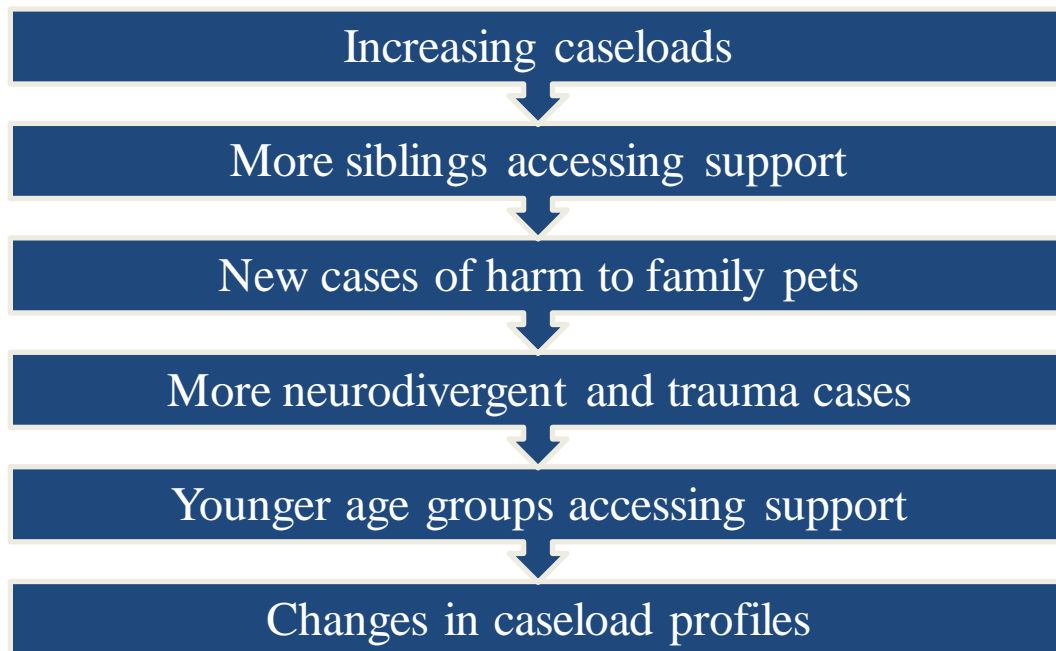 Increasing caseloads
More siblings accessing support
New cases of harm to family pets
More neurodivergent and trauma cases
Younger age groups accessing support
Changes in caseload profiles